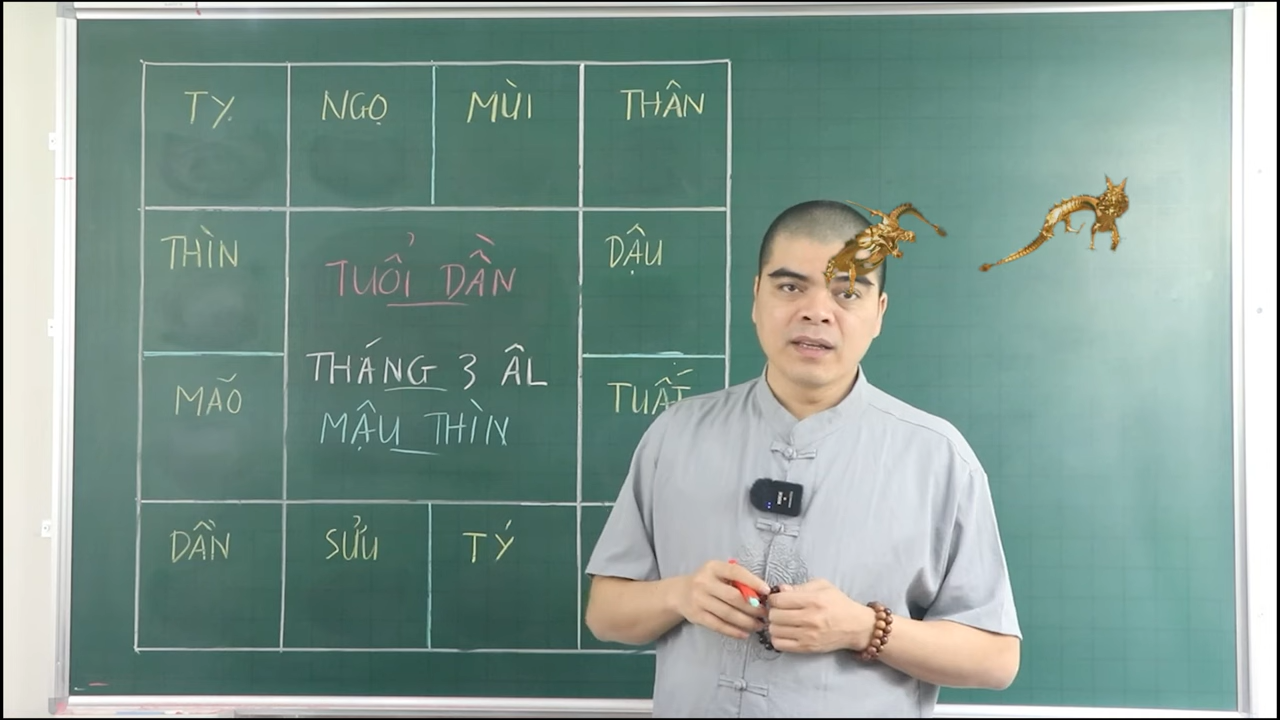 TỴ NGỌ MÙI THÂN
THÌN DẬU
TUỔI DẦN
THÁNG 3 ÂL
MÃO TUẤT
MẬU THÌN
DẦN SỬU TÝ